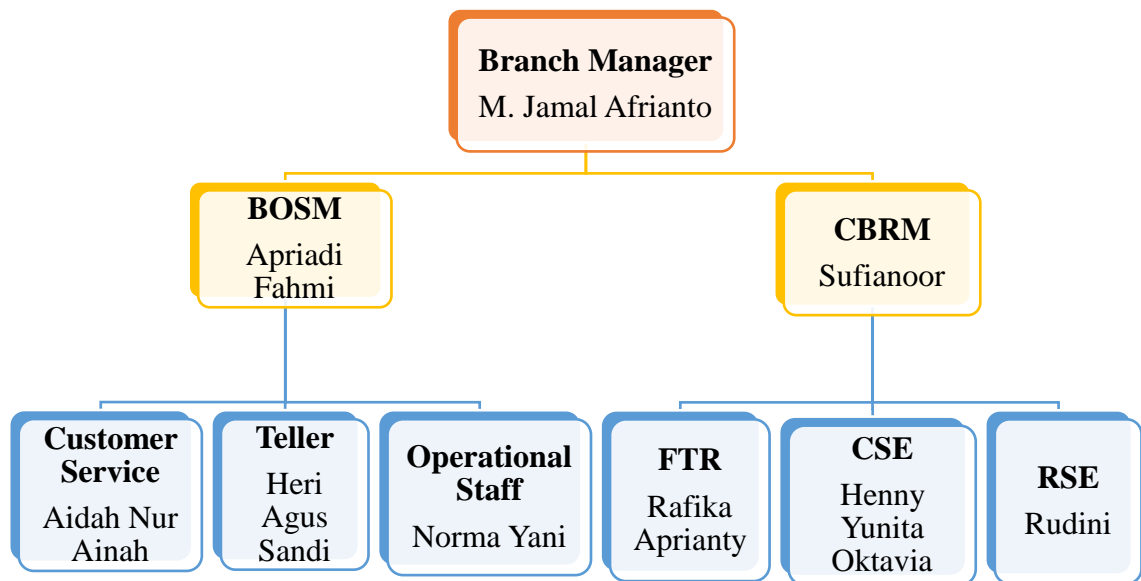 Branch Manager
M. Jamal Afrianto
BOSM
Apriadi
Fahmi
CBRM
Sufianoor
Customer
Service
Aidah Nur
Ainah
Teller
Heri
Agus
Sandi
Operational
Staff
Norma Yani
FTR
Rafika
Aprianty
CSE
Henny
Yunita
Oktavia
RSE
Rudini